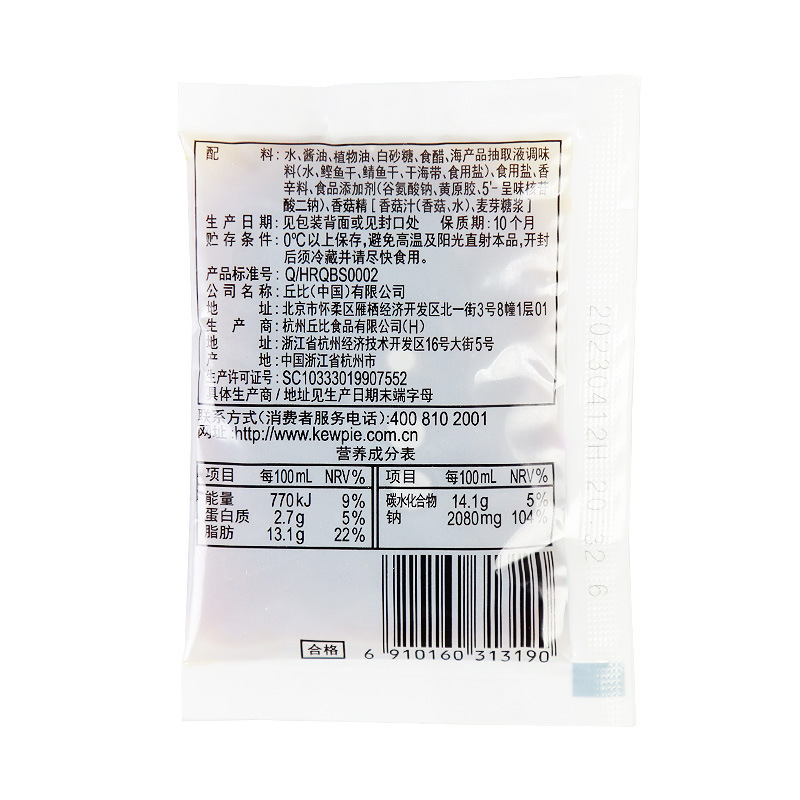 配 料:水、酱油、植物油、白砂糖、食醋、海产品抽取液调味
料(水、鲣鱼干、鲭鱼干、干海带、食用盐)、食用盐、香
辛料、食品添加剂(谷氨酸钠、黄原胶、5'-呈味核苷
酸二钠)、香菇精[香菇汁(香菇、水)、麦芽糖浆]
生产日期:见包装背面或见封口处 保质期:10个月
贮存条件:0℃以上保存,避免高温及阳光直射本品,开封
后须冷藏并请尽快食用。
产品标准号:Q/HRQBS0002
公司名称:丘比(中国)有限公司
地 址:北京市怀柔区雁栖经济开发区北一街3号8幢1层01
生 产 商:杭州丘比食品有限公司(H)
地 址:浙江省杭州经济技术开发区16号大街5号
产 地:中国浙江省杭州市
生产许可证号:SC10333019907552
具体生产商/地址见生产日期末端字母
联系方式(消费者服务电话):400 810 2001
网址:http://www.kewpie.com.cn
营养成分表
项目 每100mL NRV% 项目 每100mL NRV%
能量 770kJ 9% 碳水化合物 14.1g 5%
蛋白质 2.7g 5% 钠 2080mg 104%
脂肪 13.1g 22%
合格 6 910160 313190
20230412H 20:32 6